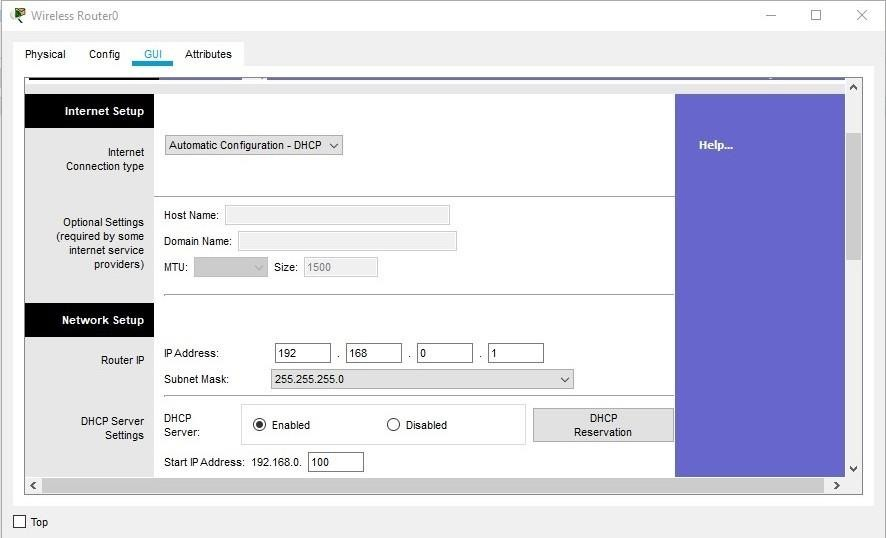 Wireless Router0
Physical Config GUI Attributes
Internet Setup
Internet
Connection type
Automatic Configuration - DHCP
Help...
Optional Settings
(required by some
internet service
providers)
Host Name:
Domain Name:
MTU: Size: 1500
Network Setup
Router IP
IP Address: 192 . 168 . 0 . 1
Subnet Mask: 255.255.255.0
DHCP Server
Settings
DHCP
Server:
Enabled Disabled
DHCP
Reservation
Start IP Address: 192.168.0. 100
Top